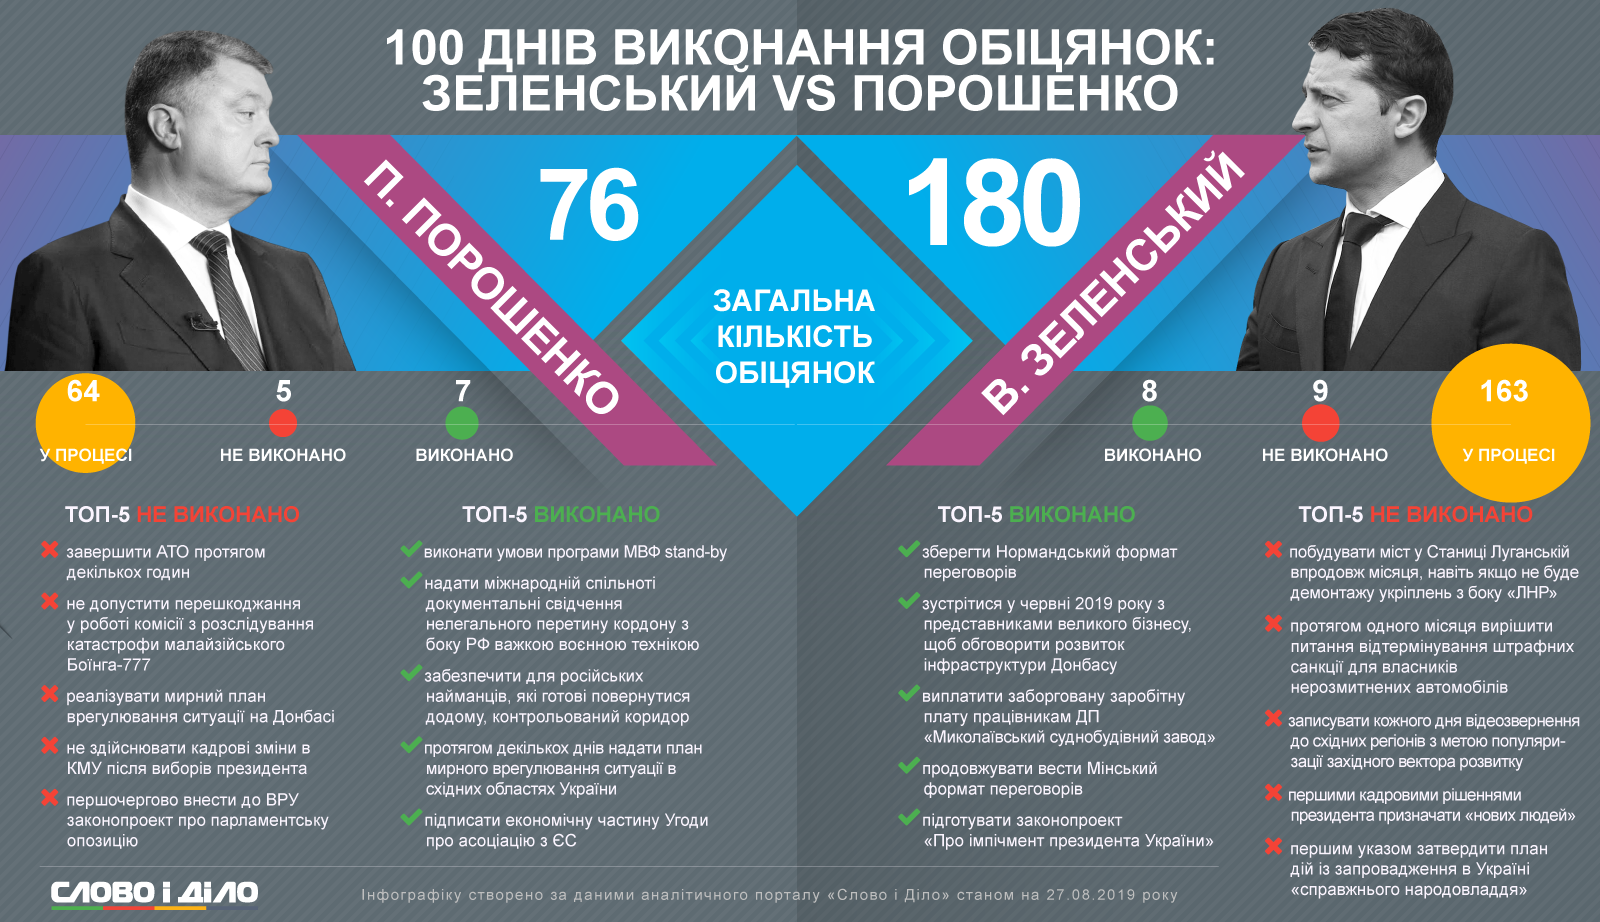 100 ДНІВ ВИКОНАННЯ ОБІЦЯНОК:
ЗЕЛЕНСЬКИЙ VS ПОРОШЕНКО
П. ПОРОШЕНКО
76
180
В. ЗЕЛЕНСЬКИЙ
ЗАГАЛЬНА
КІЛЬКІСТЬ
ОБІЦЯНОК
64
У ПРОЦЕСІ
5
НЕ ВИКОНАНО
7
ВИКОНАНО
8
ВИКОНАНО
9
НЕ ВИКОНАНО
163
У ПРОЦЕСІ
ТОП-5 НЕ ВИКОНАНО
завершити АТО протягом
декількох годин
не допустити перешкоджання
у роботі комісії з розслідування
катастрофи малайзійського
Боїнга-777
реалізувати мирний план
врегулювання ситуації на Донбасі
не здійснювати кадрові зміни в
КМУ після виборів президента
першочергово внести до ВРУ
законопроект про парламентську
опозицію
ТОП-5 ВИКОНАНО
виконати умови програми МВФ stand-by
надати міжнародній спільноті
документальні свідчення
нелегального перетину кордону з
боку РФ важкою воєнною технікою
забезпечити для російських
найманців, які готові повернутися
додому, контрольований коридор
протягом декількох днів надати план
мирного врегулювання ситуації в
східних областях України
підписати економічну частину Угоди
про асоціацію з ЄС
ТОП-5 ВИКОНАНО
зберегти Нормандський формат
переговорів
зустрітися у червні 2019 року з
представниками великого бізнесу,
щоб обговорити розвиток
інфраструктури Донбасу
виплатити заборговану заробітну
плату працівникам ДП
«Миколаївський суднобудівний завод»
продовжувати вести Мінський
формат переговорів
підготувати законопроект
«Про імпічмент президента України»
ТОП-5 НЕ ВИКОНАНО
побудувати міст у Станиці Луганській
впродовж місяця, навіть якщо не буде
демонтажу укріплень з боку «ЛНР»
протягом одного місяця вирішити
питання відтермінування штрафних
санкції для власників
нерозмитнених автомобілів
записувати кожного дня відеозвернення
до східних регіонів з метою популяри-
зації західного вектора розвитку
першими кадровими рішеннями
президента призначати «нових людей»
першим указом затвердити план
дій із запровадження в Україні
«справжнього народовладдя»
СЛОВО і ДІЛО
Інфографіку створено за даними аналітичного порталу «Слово і Діло» станом на 27.08.2019 року